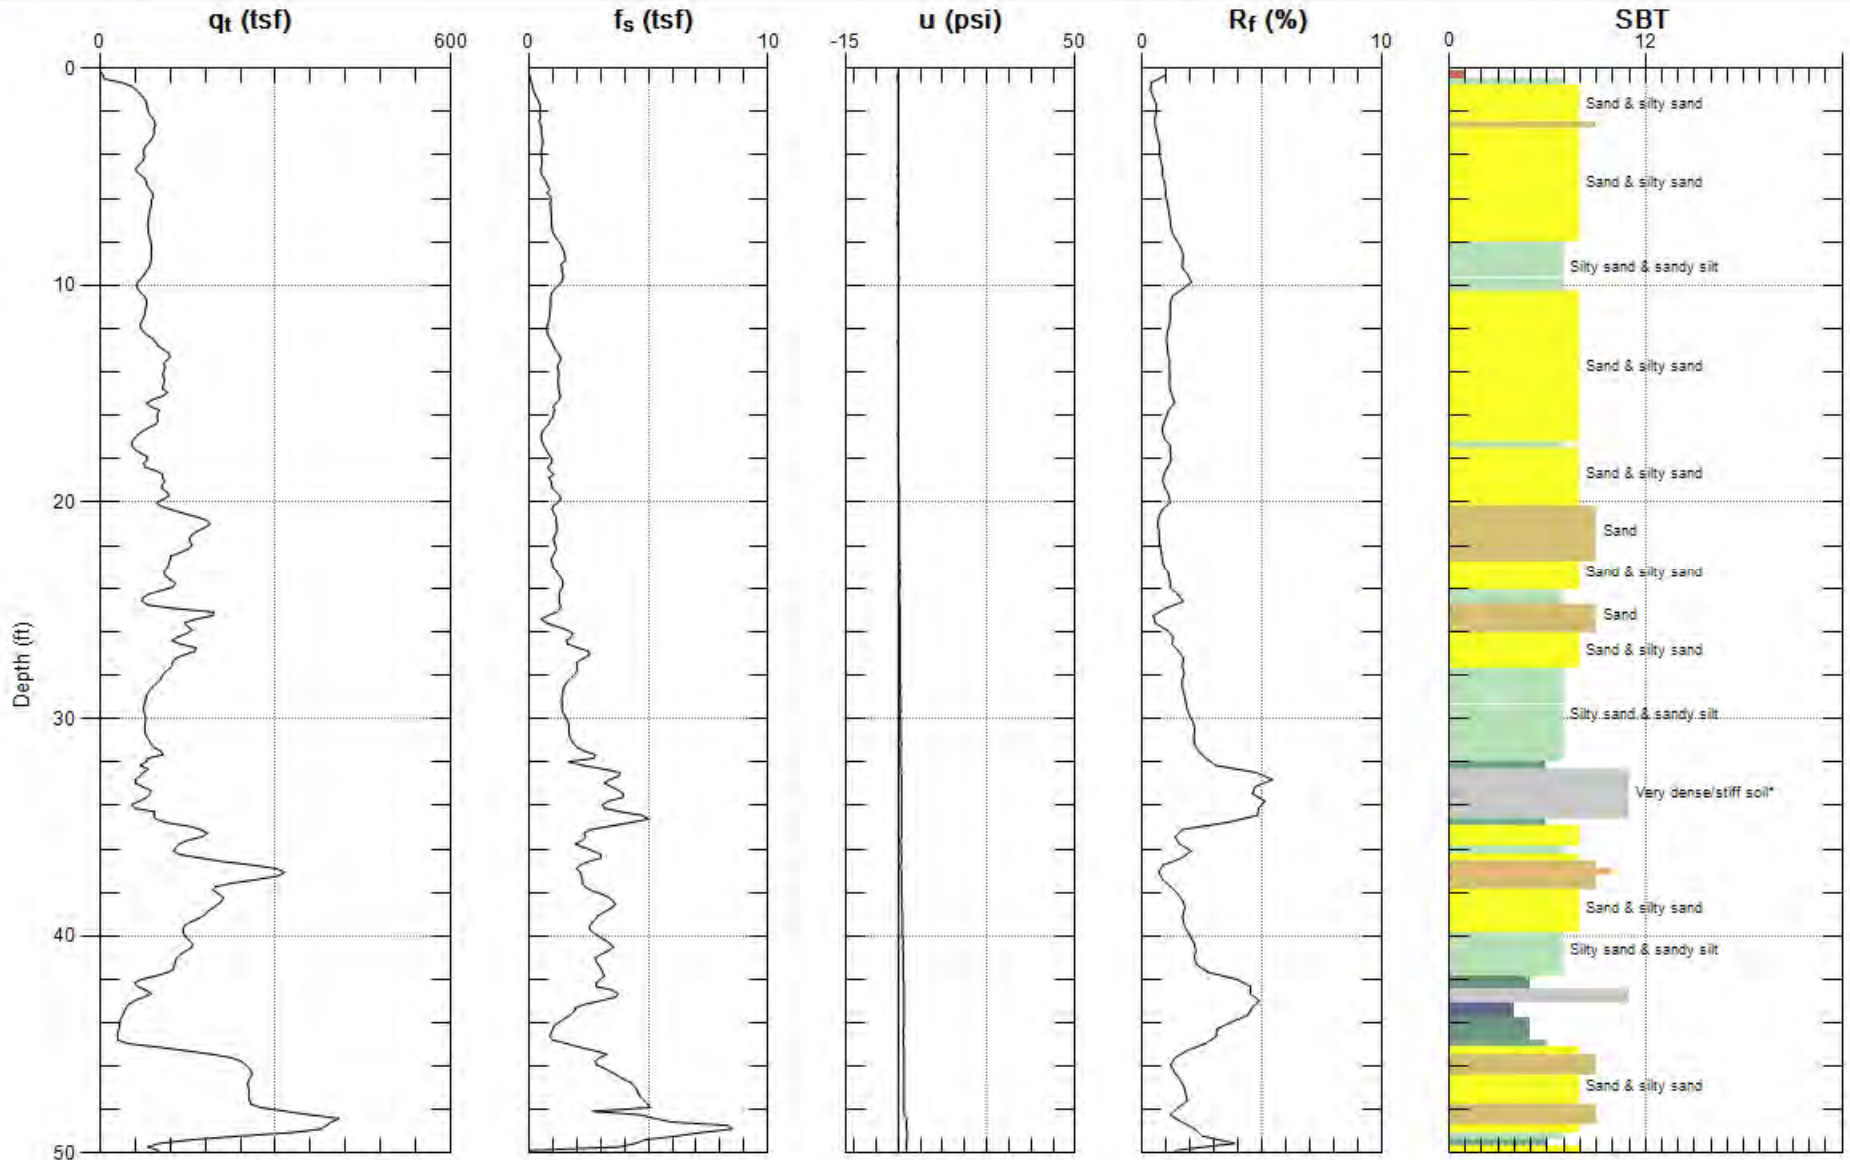 qt (tsf) fs (tsf) u (psi) Rf (%) SBT
0 600 0 10 -15 50 0 10 0 12
0
Sand & silty sand
Sand & silty sand
Silty sand & sandy silt
10
Sand & silty sand
Sand & silty sand
20
Sand
Sand & silty sand
Sand
Sand & silty sand
Depth (ft)
Silty sand & sandy silt
30
Very dense/stiff soil*
Sand & silty sand
40
Silty sand & sandy silt
Sand & silty sand
50